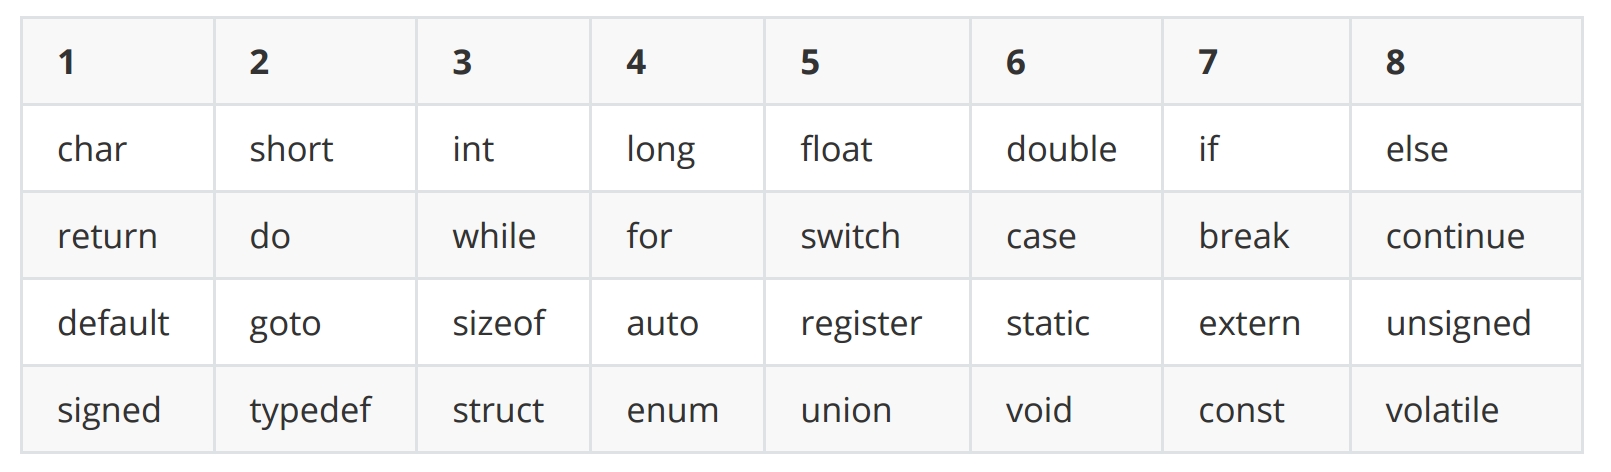 1 2 3 4 5 6 7 8
char short int long float double if else
return do while for switch case break continue
default goto sizeof auto register static extern unsigned
signed typedef struct enum union void const volatile